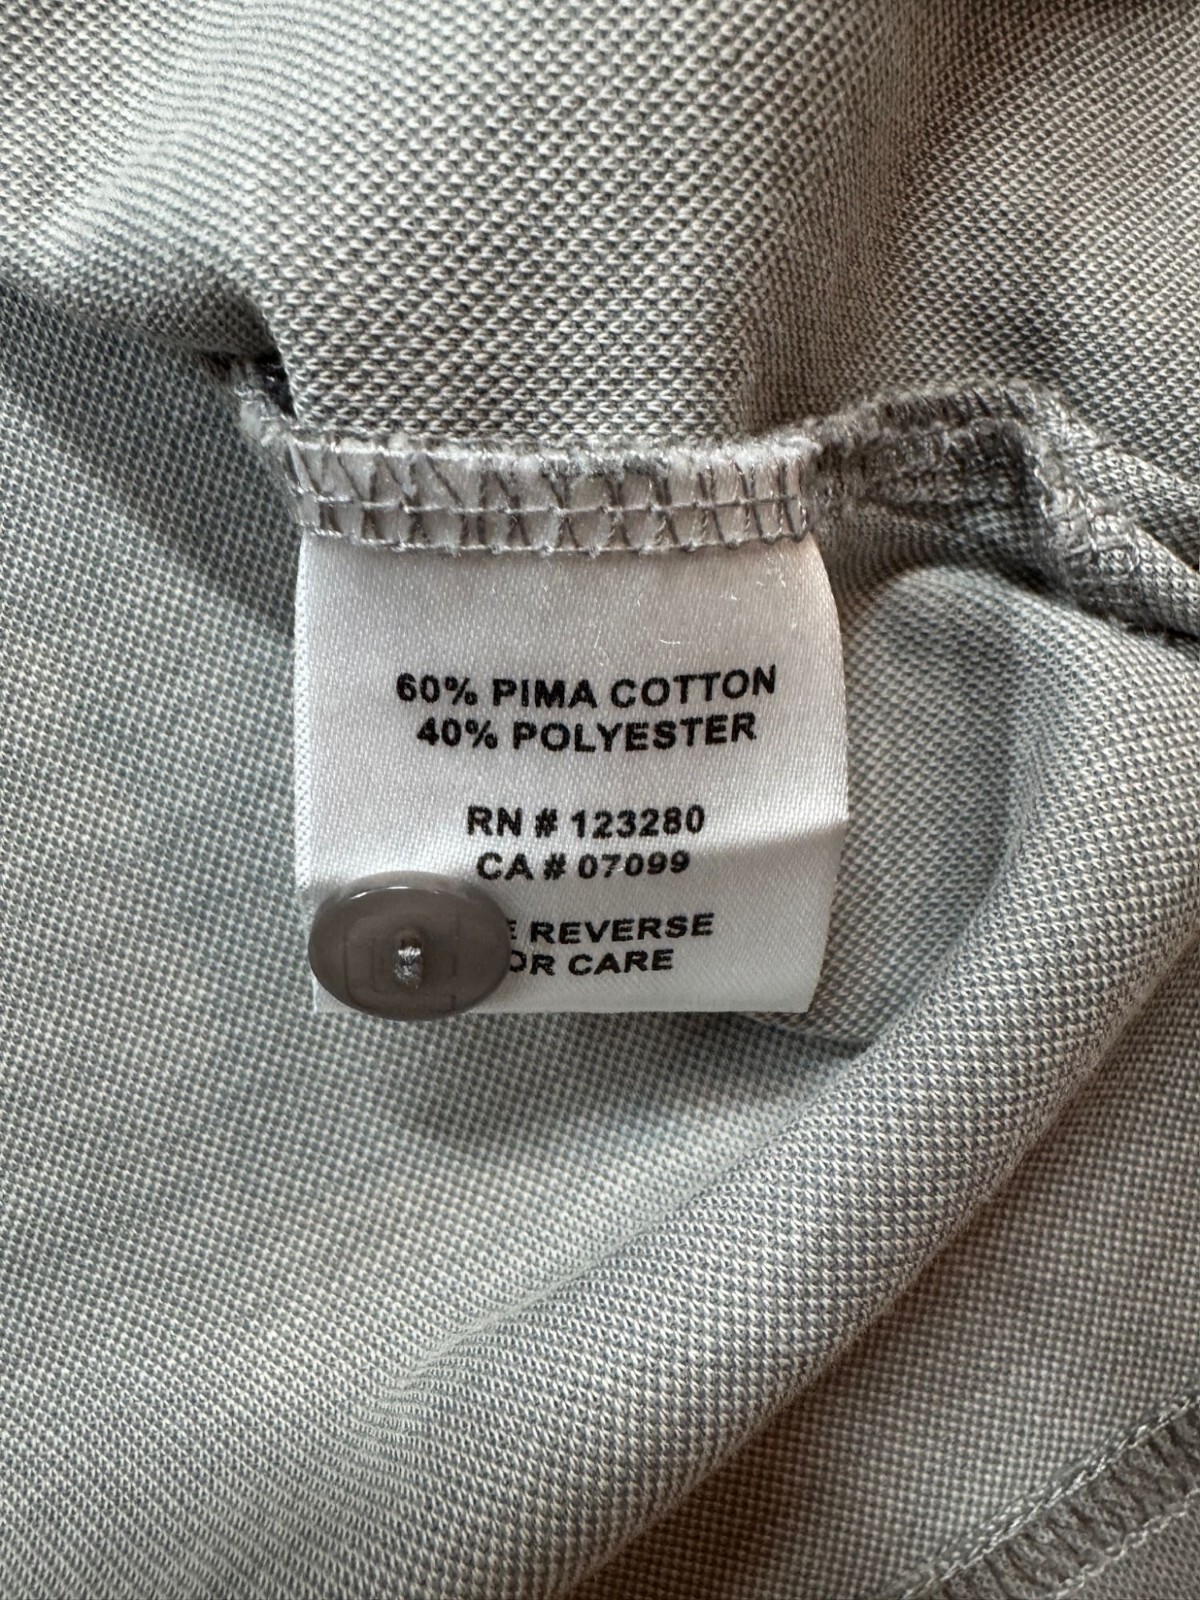 60% PIMA COTTON
40% POLYESTER
RN # 123280
CA # 07099
REVERSE
CARE